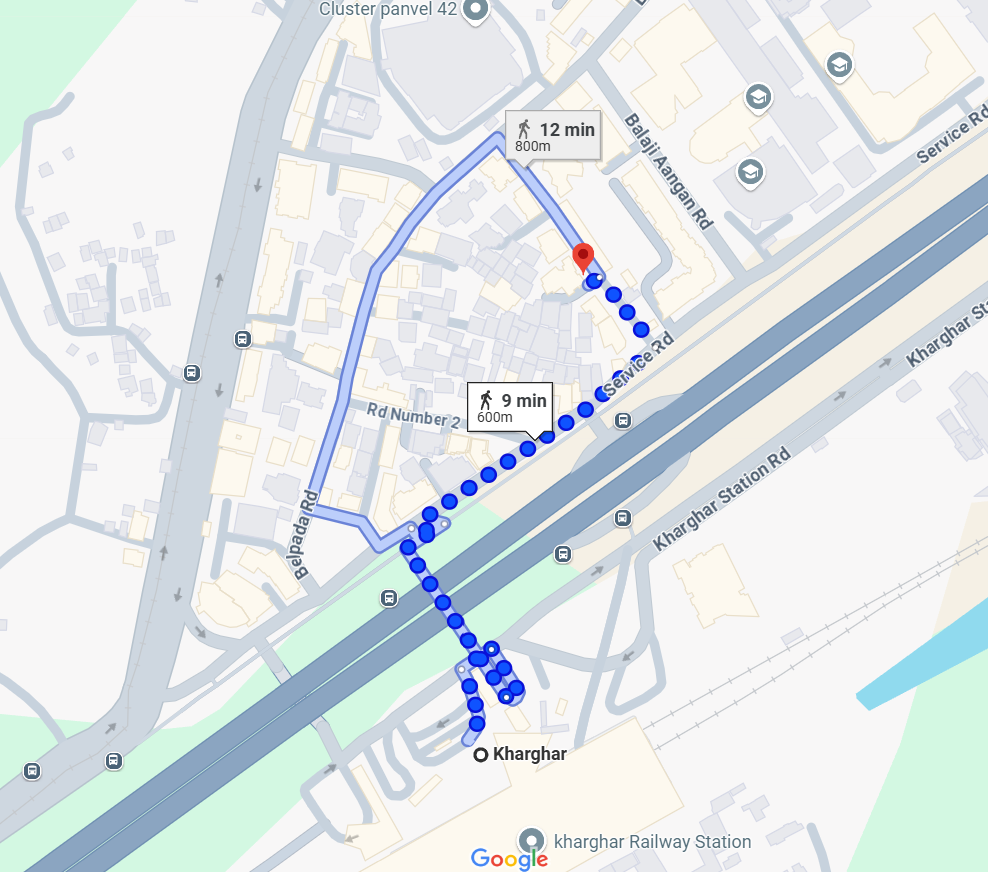 Cluster panvel 42
12 min
800m
Balaji Aangan Rd
Service Rd
Service Rd
9 min
600m
Rd Number 2
Kharghar Sta
Kharghar Station Rd
Belpada Rd
Kharghar
kharghar Railway Station
Google